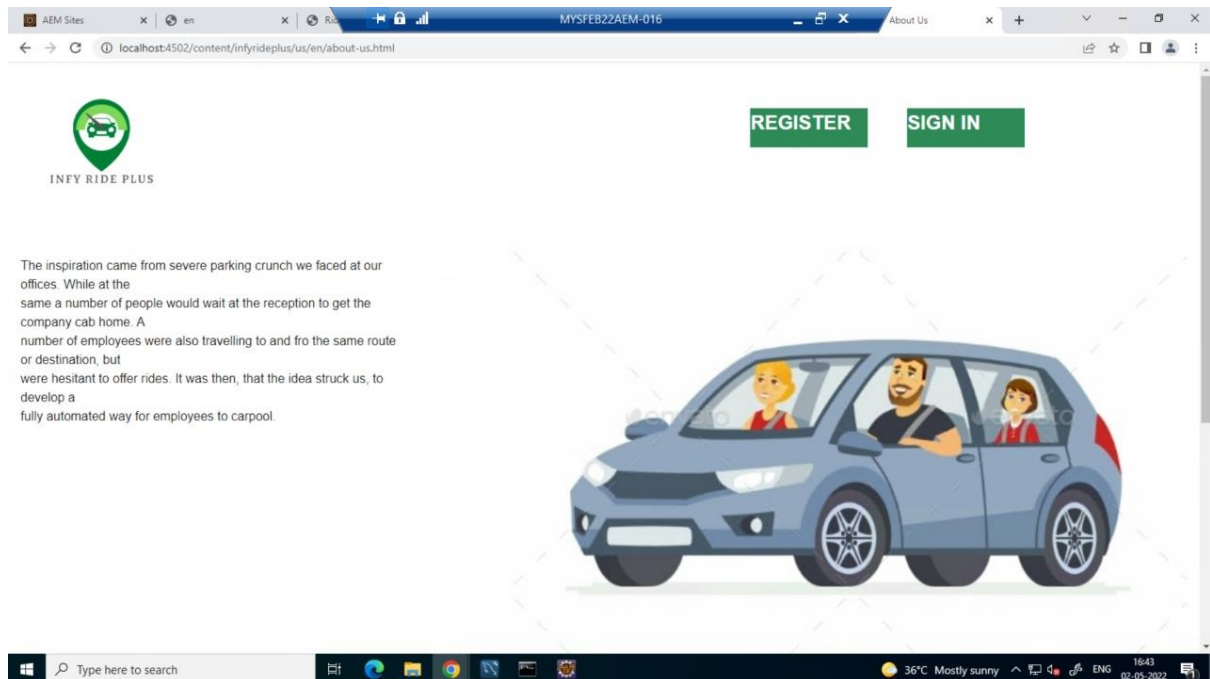 AEM Sites
en
MYSFEB22AEM-016
About Us
localhost:4502/content/infyrideplus/us/en/about-us.html
INFY RIDE PLUS
REGISTER
SIGN IN
The inspiration came from severe parking crunch we faced at our
offices. While at the
same a number of people would wait at the reception to get the
company cab home. A
number of employees were also travelling to and fro the same route
or destination, but
were hesitant to offer rides. It was then, that the idea struck us, to
develop a
fully automated way for employees to carpool.
envato
Type here to search
36°C Mostly sunny
ENG
16:43
02-05-2022